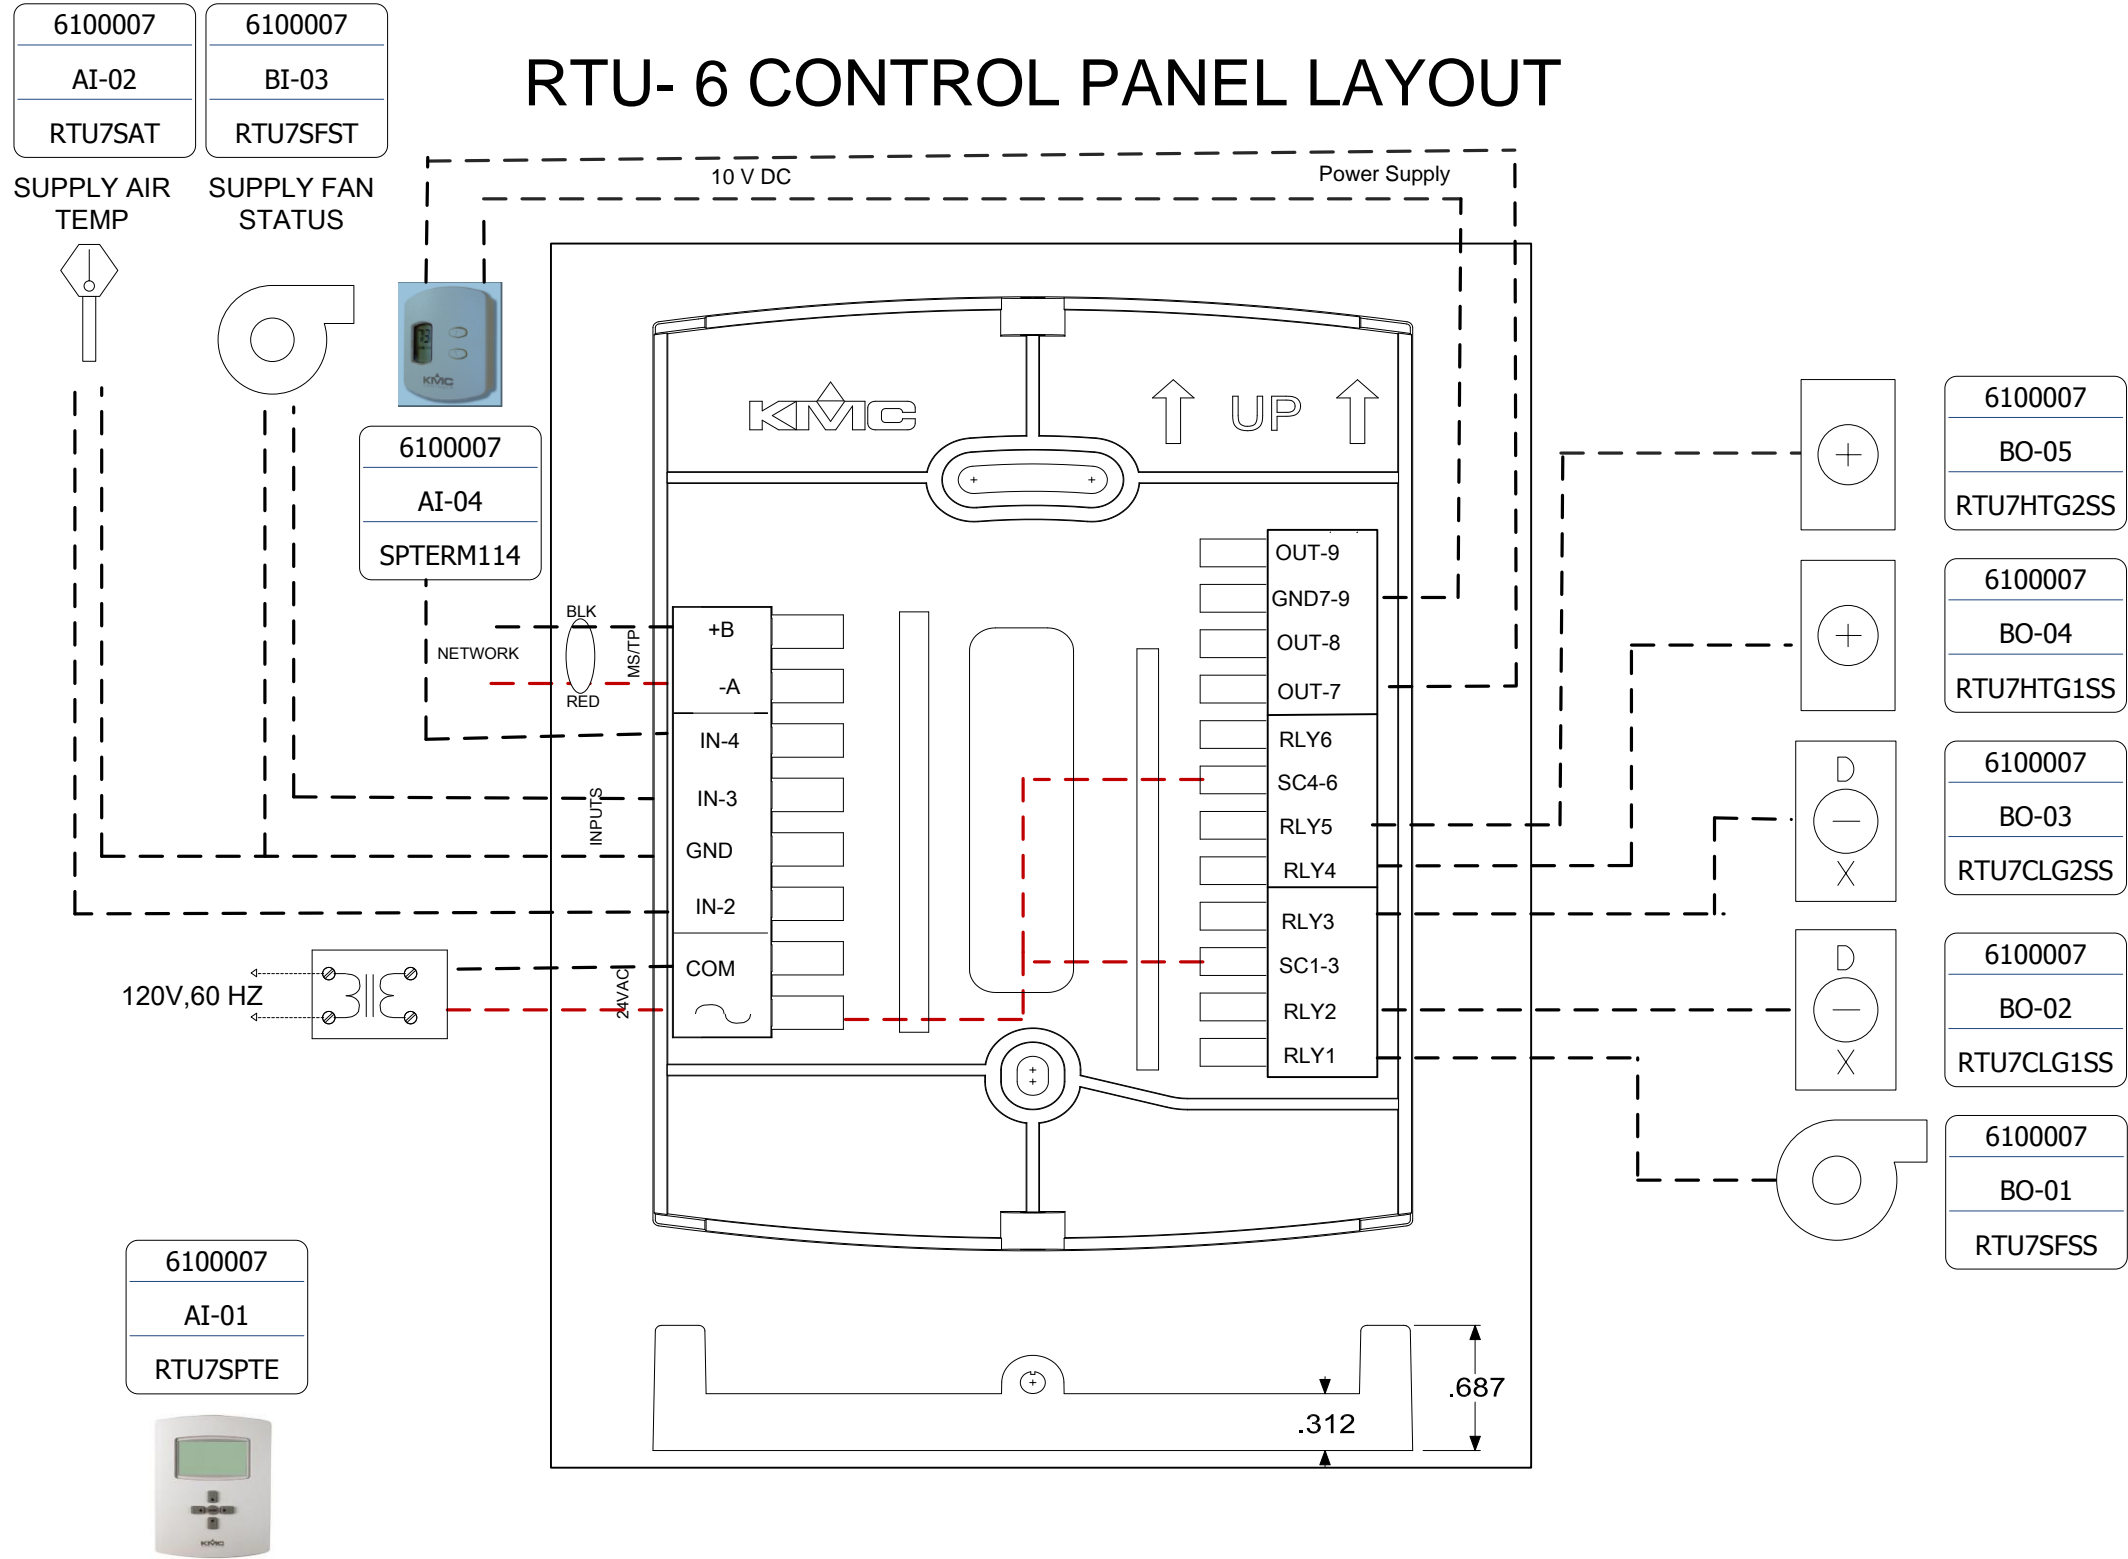 RTU- 6 CONTROL PANEL LAYOUT
6100007
AI-02
RTU7SAT
SUPPLY AIR
TEMP
6100007
BI-03
RTU7SFST
SUPPLY FAN
STATUS
10 V DC
Power Supply
73
KMC
6100007
AI-04
SPTERM114
KMC
UP
BLK
NETWORK
RED
MS/TP
INPUTS
24VAC
120V,60 HZ
+B
-A
IN-4
IN-3
GND
IN-2
COM
OUT-9
GND7-9
OUT-8
OUT-7
RLY6
SC4-6
RLY5
RLY4
RLY3
SC1-3
RLY2
RLY1
6100007
BO-05
RTU7HTG2SS
6100007
BO-04
RTU7HTG1SS
D
X
6100007
BO-03
RTU7CLG2SS
D
X
6100007
BO-02
RTU7CLG1SS
6100007
BO-01
RTU7SFSS
6100007
AI-01
RTU7SPTE
KMC
.687
.312